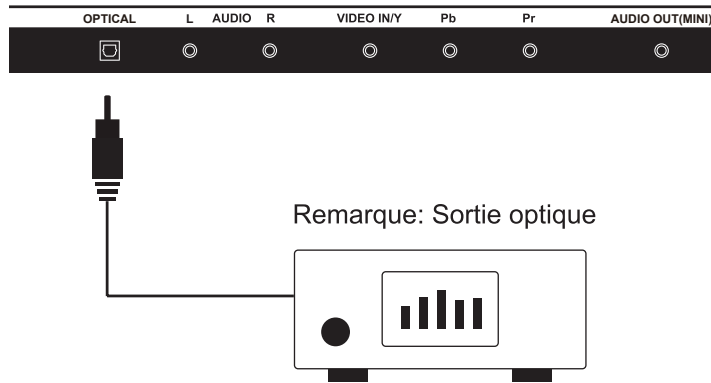 OPTICAL L AUDIO R VIDEO IN/Y Pb Pr AUDIO OUT(MINI)
Remarque: Sortie optique